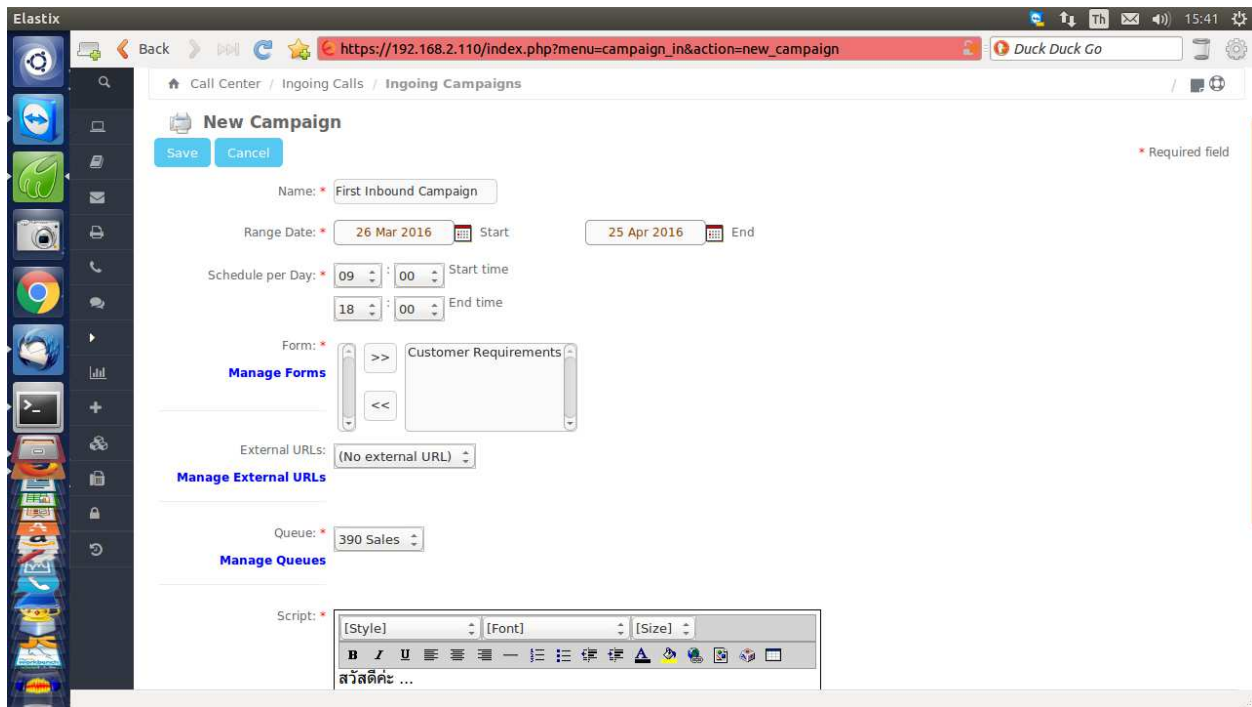 Elastix
Th 15:41
Back https://192.168.2.110/index.php?menu=campaign_in&action=new_campaign Duck Duck Go
Call Center / Ingoing Calls / Ingoing Campaigns /
New Campaign
Save Cancel * Required field
Name: * First Inbound Campaign
Range Date: * 26 Mar 2016 Start 25 Apr 2016 End
Schedule per Day: * 09 : 00 Start time
18 : 00 End time
Form: * >> Customer Requirements
Manage Forms
<<
External URLs: (No external URL)
Manage External URLs
Queue: * 390 Sales
Manage Queues
Script: *
[Style] [Font] [Size]
B I U A
สวัสดีค่ะ ...